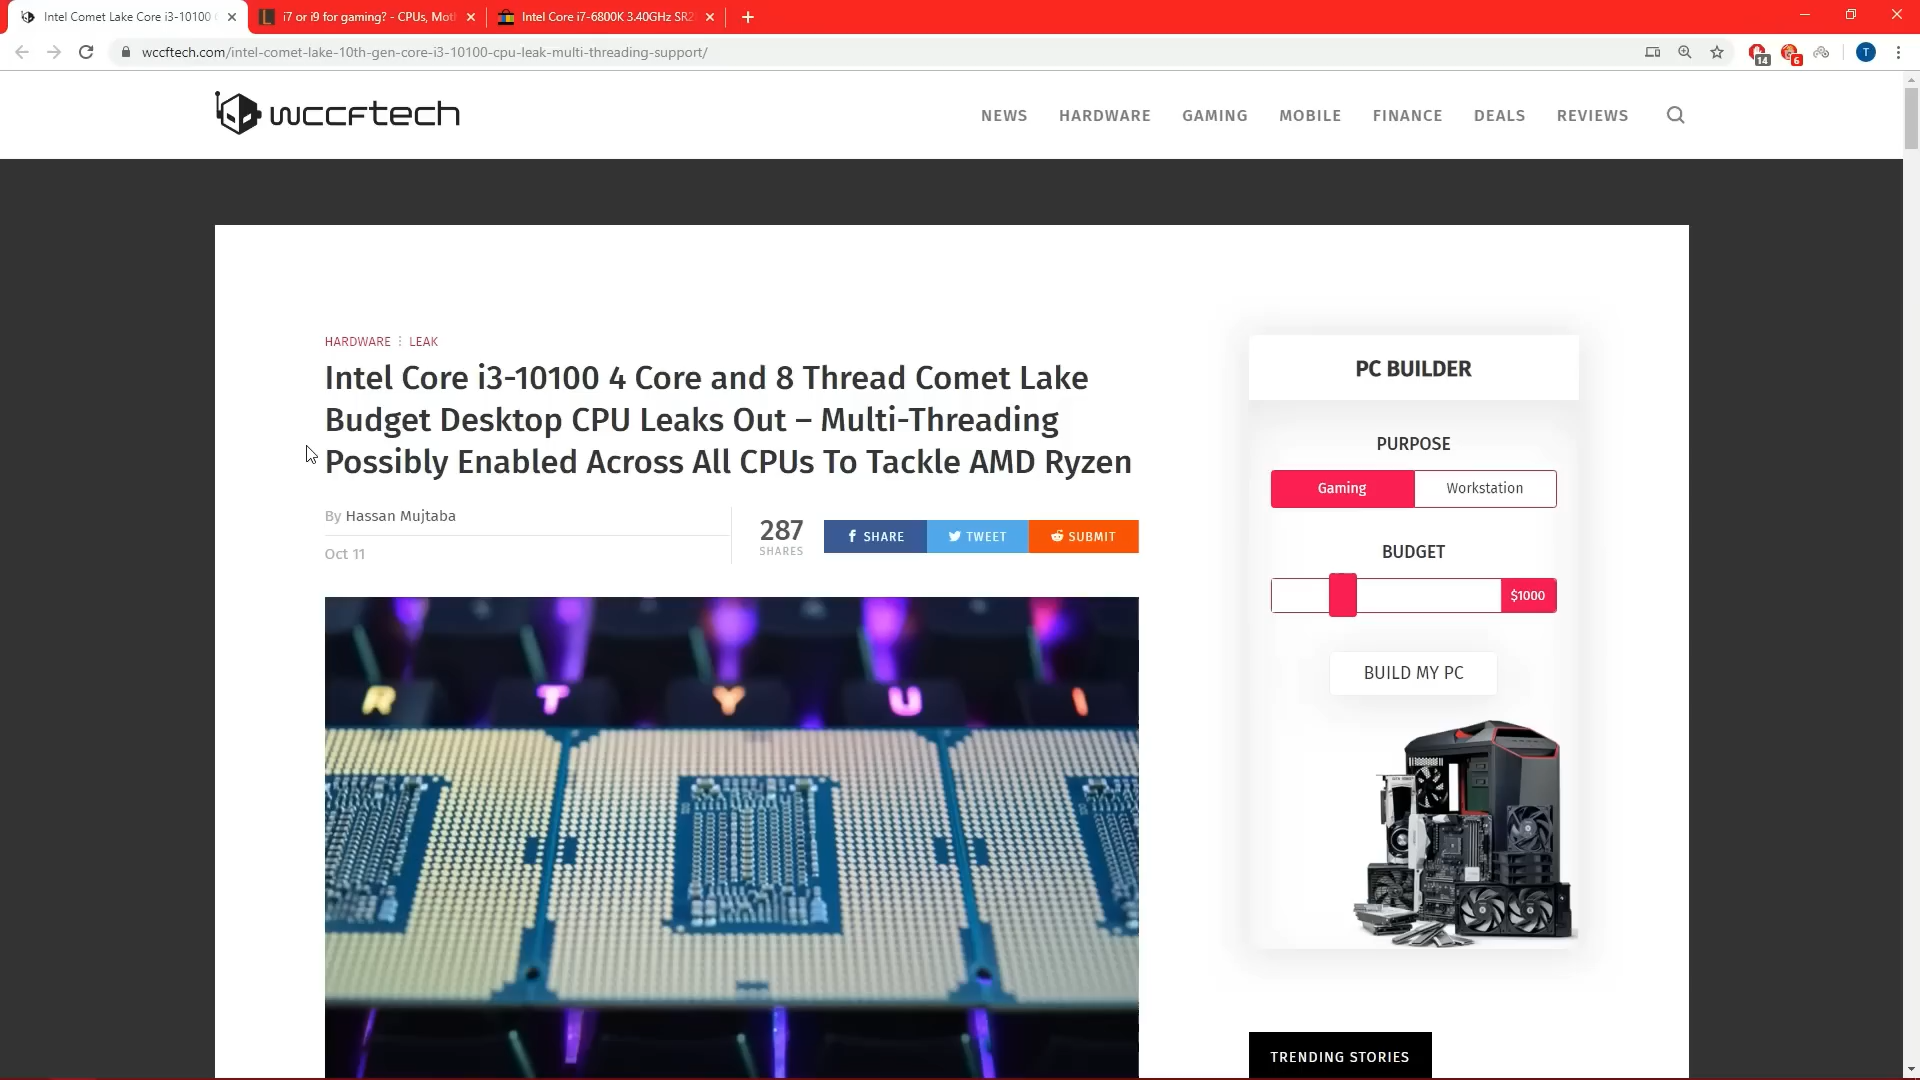 Intel Comet Lake Core i3-10100
i7 or i9 for gaming? - CPUs, Mot
Intel Core i7-6800K 3.40GHz SR2
wccftech.com/intel-comet-lake-10th-gen-core-i3-10100-cpu-leak-multi-threading-support/
14
6
T
wccftech
NEWS
HARDWARE
GAMING
MOBILE
FINANCE
DEALS
REVIEWS
HARDWARE ⋮ LEAK
Intel Core i3-10100 4 Core and 8 Thread Comet Lake
Budget Desktop CPU Leaks Out – Multi-Threading
Possibly Enabled Across All CPUs To Tackle AMD Ryzen
By Hassan Mujtaba
Oct 11
287
SHARES
SHARE
TWEET
SUBMIT
R T Y U I
PC BUILDER
PURPOSE
Gaming
Workstation
BUDGET
$1000
BUILD MY PC
TRENDING STORIES